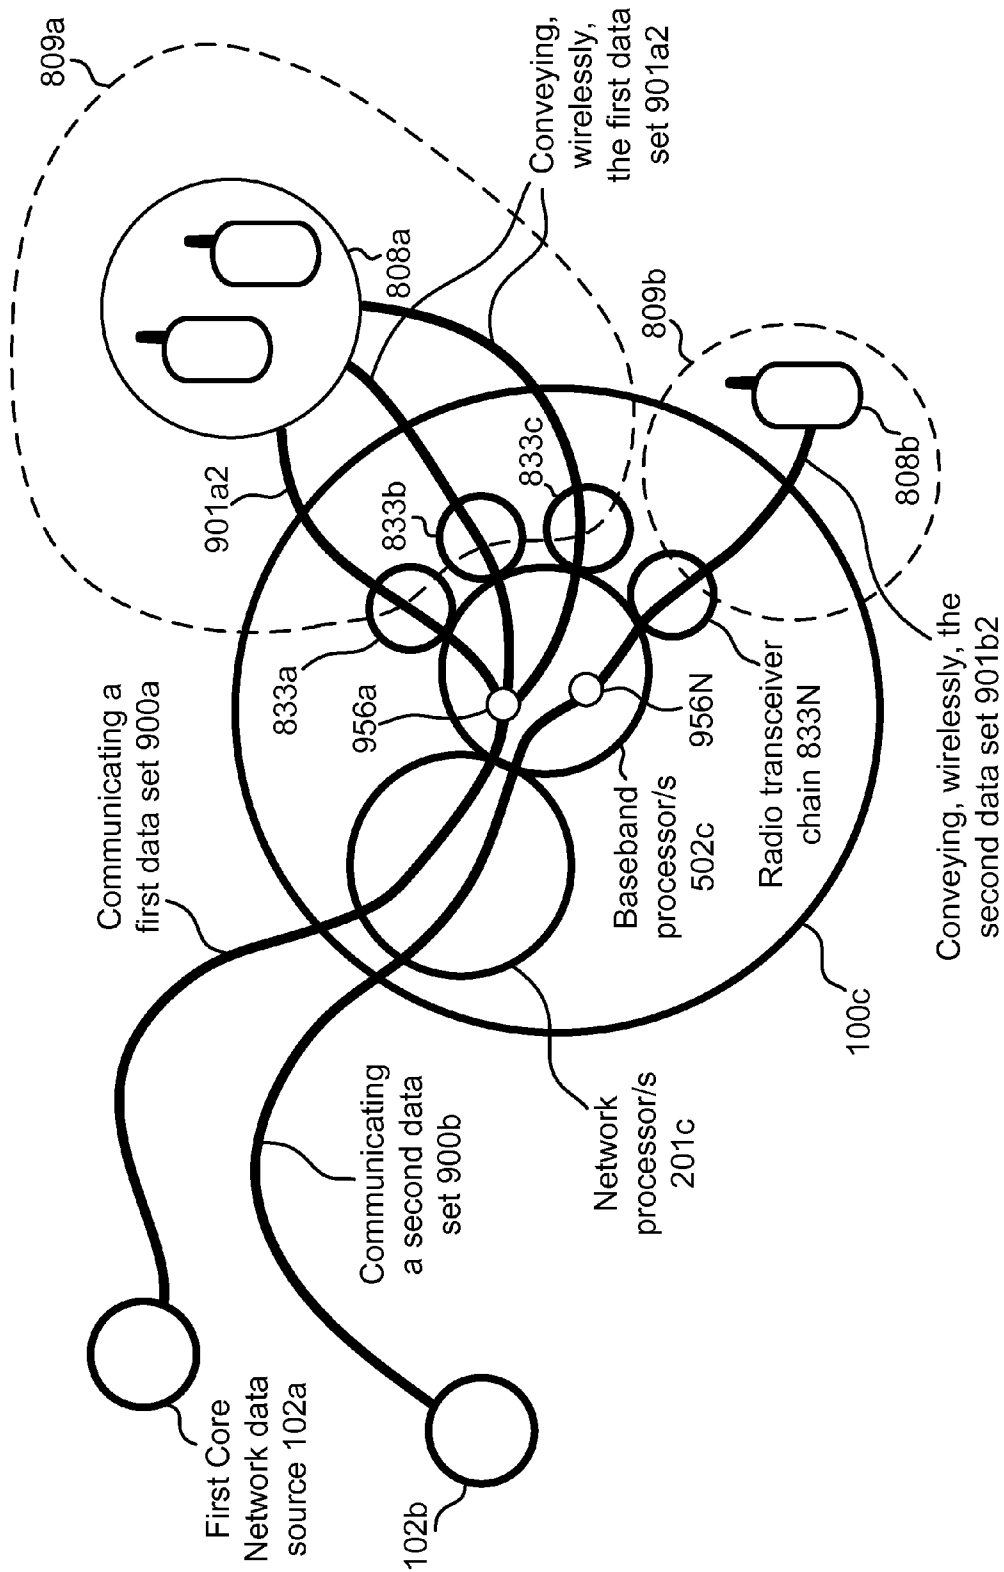 809a
Conveying,
wirelessly,
the first data
set 901a2
808a
809b
901a2
833b
833c
808b
833a
956a
956N
Communicating a
first data set 900a
Baseband
processor/s
502c
Radio transceiver
chain 833N
Conveying, wirelessly, the
second data set 901b2
100c
Communicating
a second data
set 900b
Network
processor/s
201c
First Core
Network data
source 102a
102b